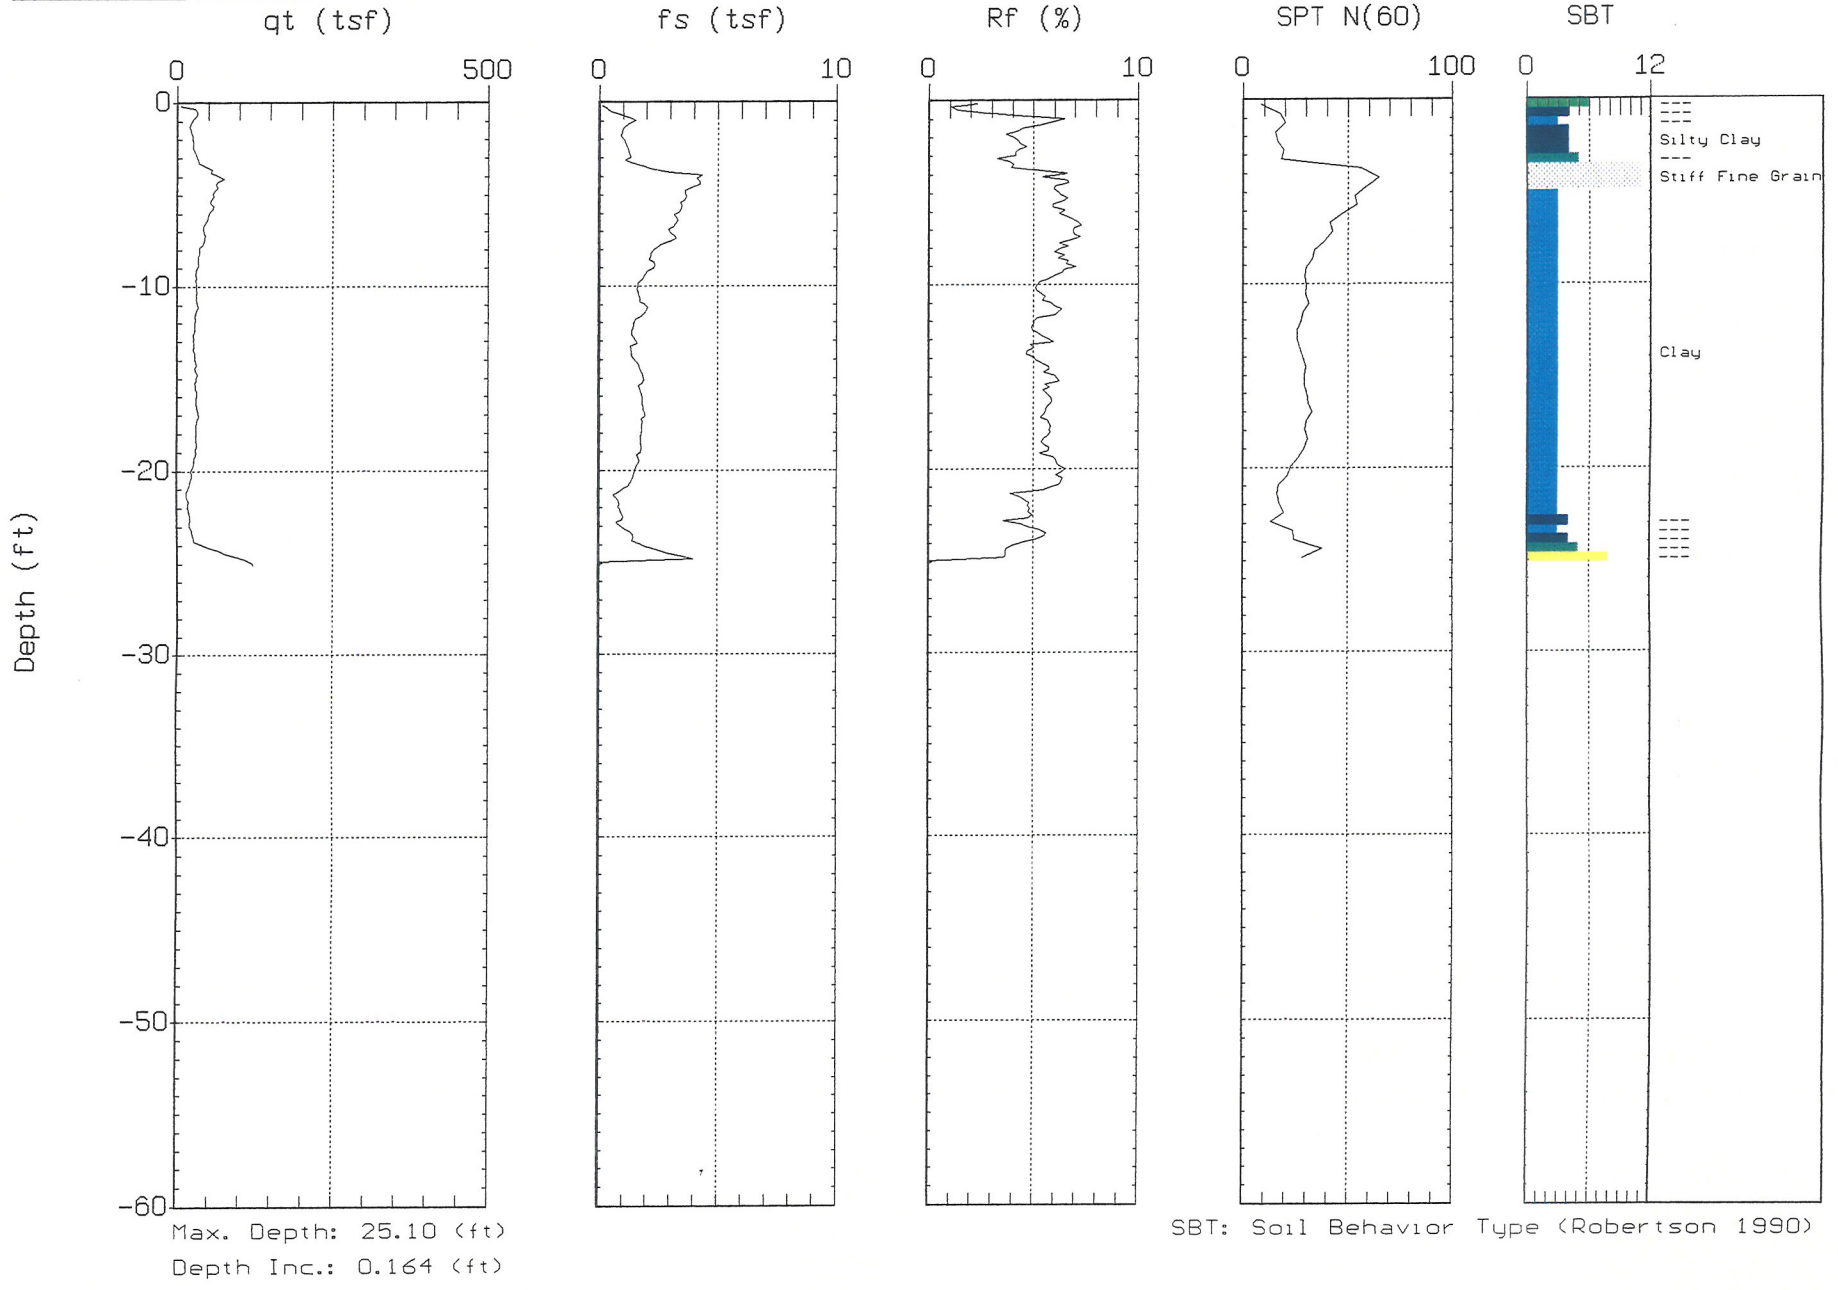 qt (tsf) fs (tsf) Rf (%) SPT N(60) SBT
0 500 0 10 0 10 0 100 0 12
0
Silty Clay
Stiff Fine Grain
-10
Clay
-20
Depth (ft)
-30
-40
-50
-60
Max. Depth: 25.10 (ft)
SBT: Soil Behavior Type (Robertson 1990)
Depth Inc.: 0.164 (ft)